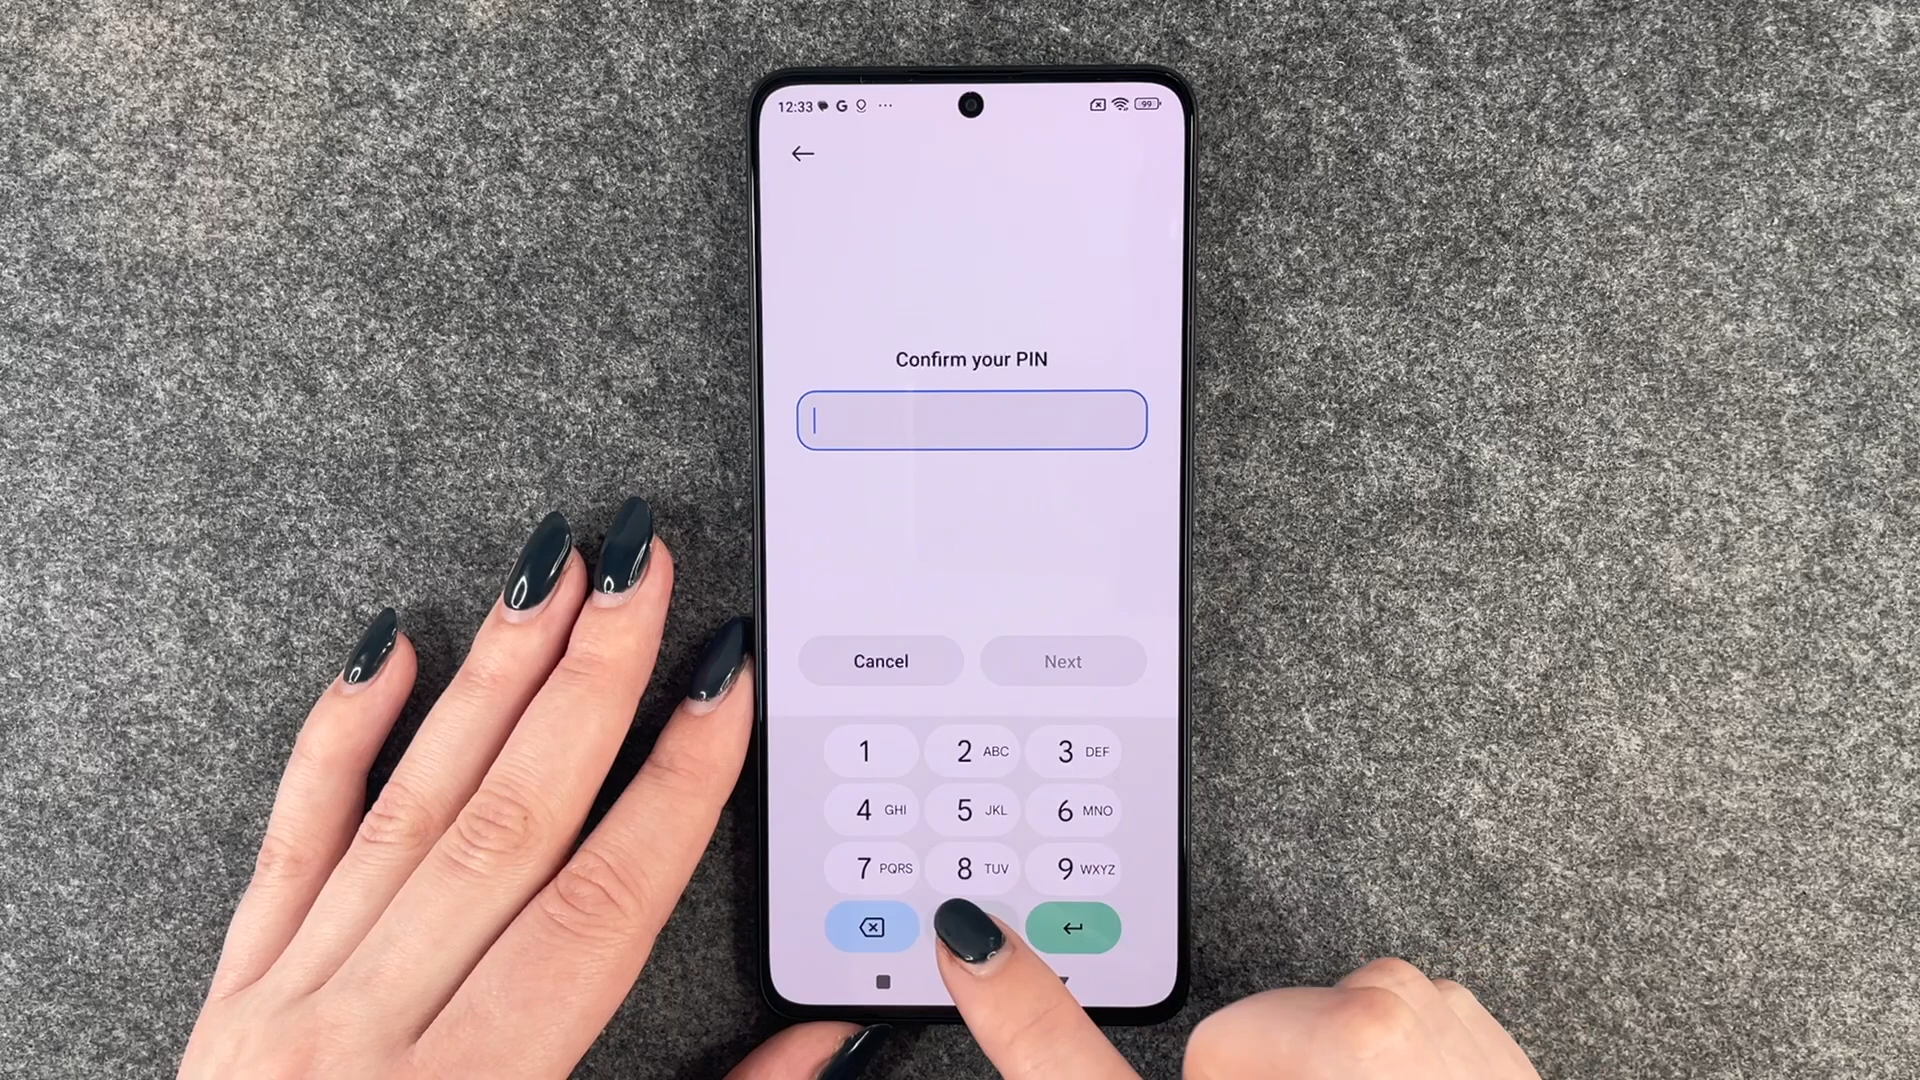 12:33 G ... 99
Confirm your PIN
Cancel Next
1 2 ABC 3 DEF
4 GHI 5 JKL 6 MNO
7 PQRS 8 TUV 9 WXYZ